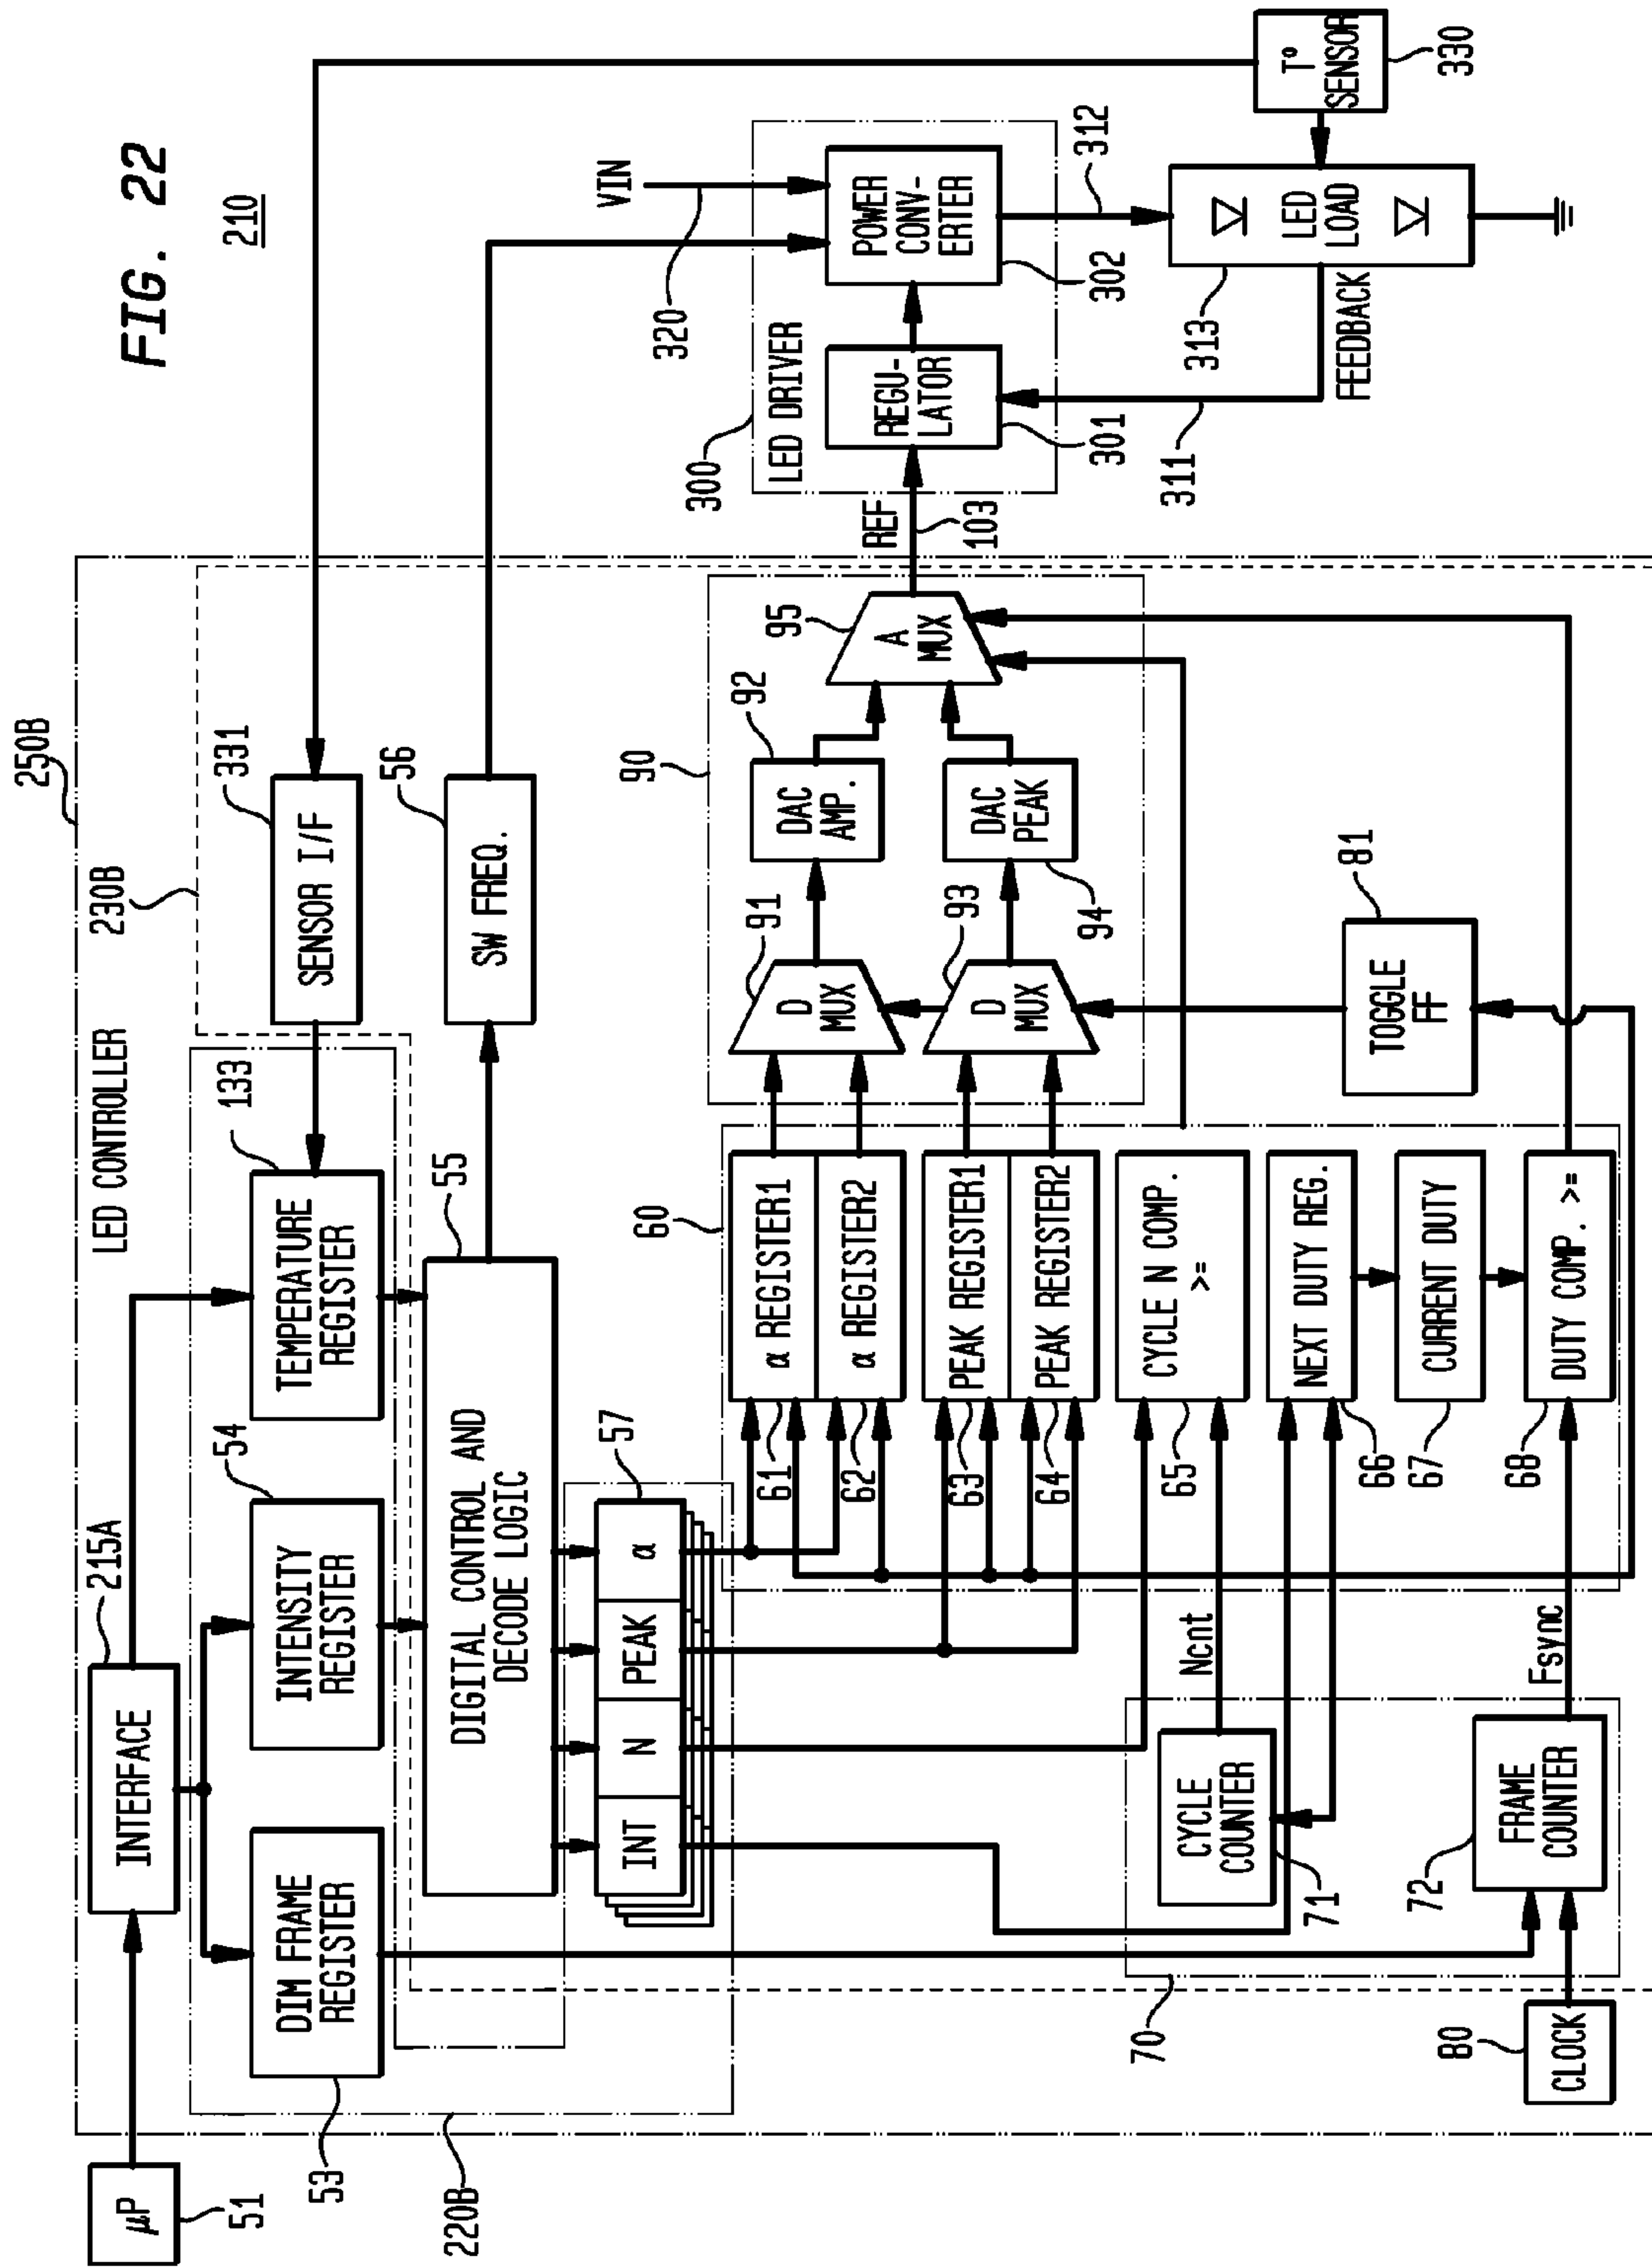 FIG. 22
210
250B
230B
LED CONTROLLER
µP
51
INTERFACE
215A
DIM FRAME
REGISTER
53
INTENSITY
REGISTER
54
TEMPERATURE
REGISTER
133
SENSOR I/F
331
220B
DIGITAL CONTROL AND
DECODE LOGIC
55
SW FREQ.
56
INT
N
PEAK
α
57
60
α REGISTER1
61
α REGISTER2
62
PEAK REGISTER1
63
PEAK REGISTER2
64
CYCLE N COMP.
>=
65
NEXT DUTY REG.
66
CURRENT DUTY
67
DUTY COMP. >=
68
70
CYCLE
COUNTER
71
Ncnt
FRAME
COUNTER
72
Fsync
CLOCK
80
TOGGLE
FF
81
90
D
MUX
91
DAC
AMP.
92
D
MUX
93
DAC
PEAK
94
A
MUX
95
REF
103
300
LED DRIVER
REGU-
LATOR
301
POWER
CONV-
ERTER
302
VIN
320
311
312
FEEDBACK
313
LED
LOAD
T°
SENSOR
330